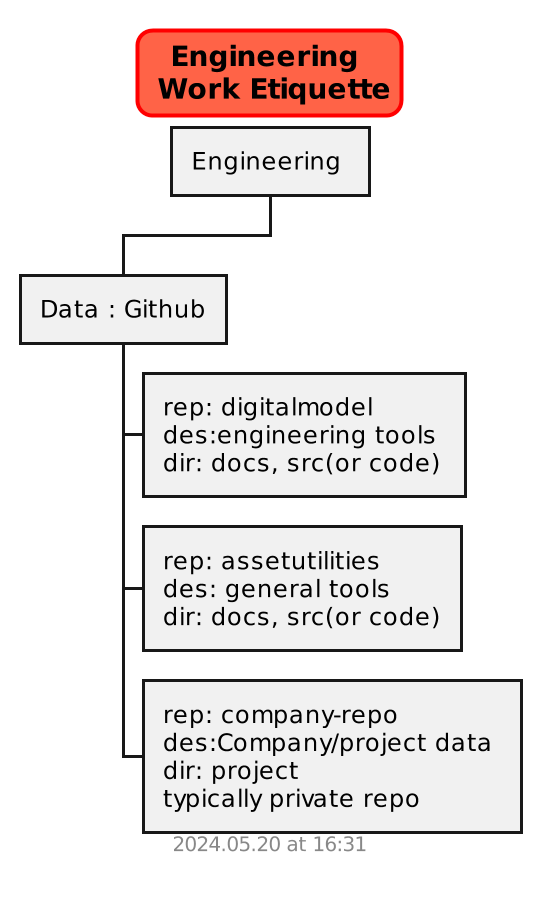 Engineering
Work Etiquette
Engineering
Data : Github
rep: digitalmodel
des:engineering tools
dir: docs, src(or code)
rep: assetutilities
des: general tools
dir: docs, src(or code)
rep: company-repo
des:Company/project data
dir: project
typically private repo
2024.05.20 at 16:31